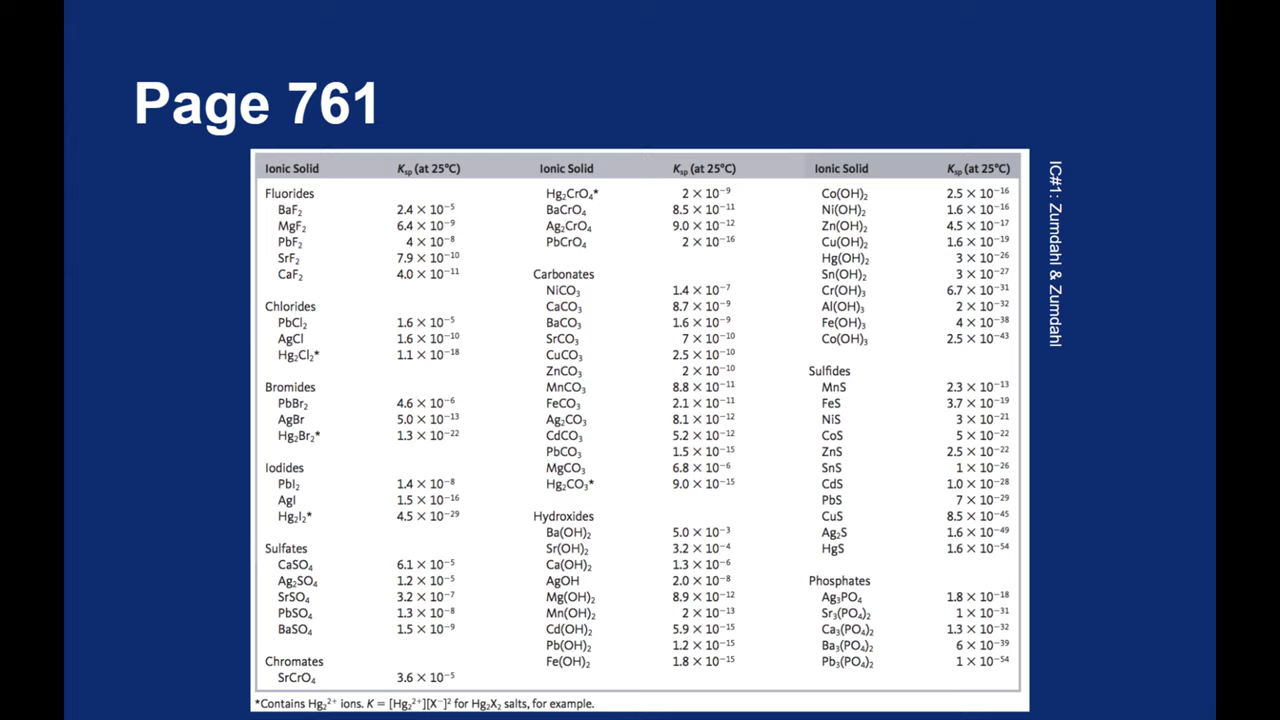 Page 761
Ionic Solid Ksp (at 25°C) Ionic Solid Ksp (at 25°C) Ionic Solid Ksp (at 25°C)
Fluorides Hg₂CrO₄* 2 × 10⁻⁹ Co(OH)₂ 2.5 × 10⁻¹⁶
BaF₂ 2.4 × 10⁻⁵ BaCrO₄ 8.5 × 10⁻¹¹ Ni(OH)₂ 1.6 × 10⁻¹⁶
MgF₂ 6.4 × 10⁻⁹ Ag₂CrO₄ 9.0 × 10⁻¹² Zn(OH)₂ 4.5 × 10⁻¹⁷
PbF₂ 4 × 10⁻⁸ PbCrO₄ 2 × 10⁻¹⁶ Cu(OH)₂ 1.6 × 10⁻¹⁹
SrF₂ 7.9 × 10⁻¹⁰ Hg(OH)₂ 3 × 10⁻²⁶
CaF₂ 4.0 × 10⁻¹¹ Carbonates Sn(OH)₂ 3 × 10⁻²⁷
NiCO₃ 1.4 × 10⁻⁷ Cr(OH)₃ 6.7 × 10⁻³¹
Chlorides CaCO₃ 8.7 × 10⁻⁹ Al(OH)₃ 2 × 10⁻³²
PbCl₂ 1.6 × 10⁻⁵ BaCO₃ 1.6 × 10⁻⁹ Fe(OH)₃ 4 × 10⁻³⁸
AgCl 1.6 × 10⁻¹⁰ SrCO₃ 7 × 10⁻¹⁰ Co(OH)₃ 2.5 × 10⁻⁴³
Hg₂Cl₂* 1.1 × 10⁻¹⁸ CuCO₃ 2.5 × 10⁻¹⁰
ZnCO₃ 2 × 10⁻¹⁰ Sulfides
Bromides MnCO₃ 8.8 × 10⁻¹¹ MnS 2.3 × 10⁻¹³
PbBr₂ 4.6 × 10⁻⁶ FeCO₃ 2.1 × 10⁻¹¹ FeS 3.7 × 10⁻¹⁹
AgBr 5.0 × 10⁻¹³ Ag₂CO₃ 8.1 × 10⁻¹² NiS 3 × 10⁻²¹
Hg₂Br₂* 1.3 × 10⁻²² CdCO₃ 5.2 × 10⁻¹² CoS 5 × 10⁻²²
PbCO₃ 1.5 × 10⁻¹⁵ ZnS 2.5 × 10⁻²²
Iodides MgCO₃ 6.8 × 10⁻⁶ SnS 1 × 10⁻²⁶
PbI₂ 1.4 × 10⁻⁸ Hg₂CO₃* 9.0 × 10⁻¹⁵ CdS 1.0 × 10⁻²⁸
AgI 1.5 × 10⁻¹⁶ PbS 7 × 10⁻²⁹
Hg₂I₂* 4.5 × 10⁻²⁹ Hydroxides CuS 8.5 × 10⁻⁴⁵
Ba(OH)₂ 5.0 × 10⁻³ Ag₂S 1.6 × 10⁻⁴⁹
Sulfates Sr(OH)₂ 3.2 × 10⁻⁴ HgS 1.6 × 10⁻⁵⁴
CaSO₄ 6.1 × 10⁻⁵ Ca(OH)₂ 1.3 × 10⁻⁶
Ag₂SO₄ 1.2 × 10⁻⁵ AgOH 2.0 × 10⁻⁸ Phosphates
SrSO₄ 3.2 × 10⁻⁷ Mg(OH)₂ 8.9 × 10⁻¹² Ag₃PO₄ 1.8 × 10⁻¹⁸
PbSO₄ 1.3 × 10⁻⁸ Mn(OH)₂ 2 × 10⁻¹³ Sr₃(PO₄)₂ 1 × 10⁻³¹
BaSO₄ 1.5 × 10⁻⁹ Cd(OH)₂ 5.9 × 10⁻¹⁵ Ca₃(PO₄)₂ 1.3 × 10⁻³²
Pb(OH)₂ 1.2 × 10⁻¹⁵ Ba₃(PO₄)₂ 6 × 10⁻³⁹
Chromates Fe(OH)₂ 1.8 × 10⁻¹⁵ Pb₃(PO₄)₂ 1 × 10⁻⁵⁴
SrCrO₄ 3.6 × 10⁻⁵
*Contains Hg₂²⁺ ions. K = [Hg₂²⁺][X⁻]² for Hg₂X₂ salts, for example.
IC#1: Zumdahl & Zumdahl